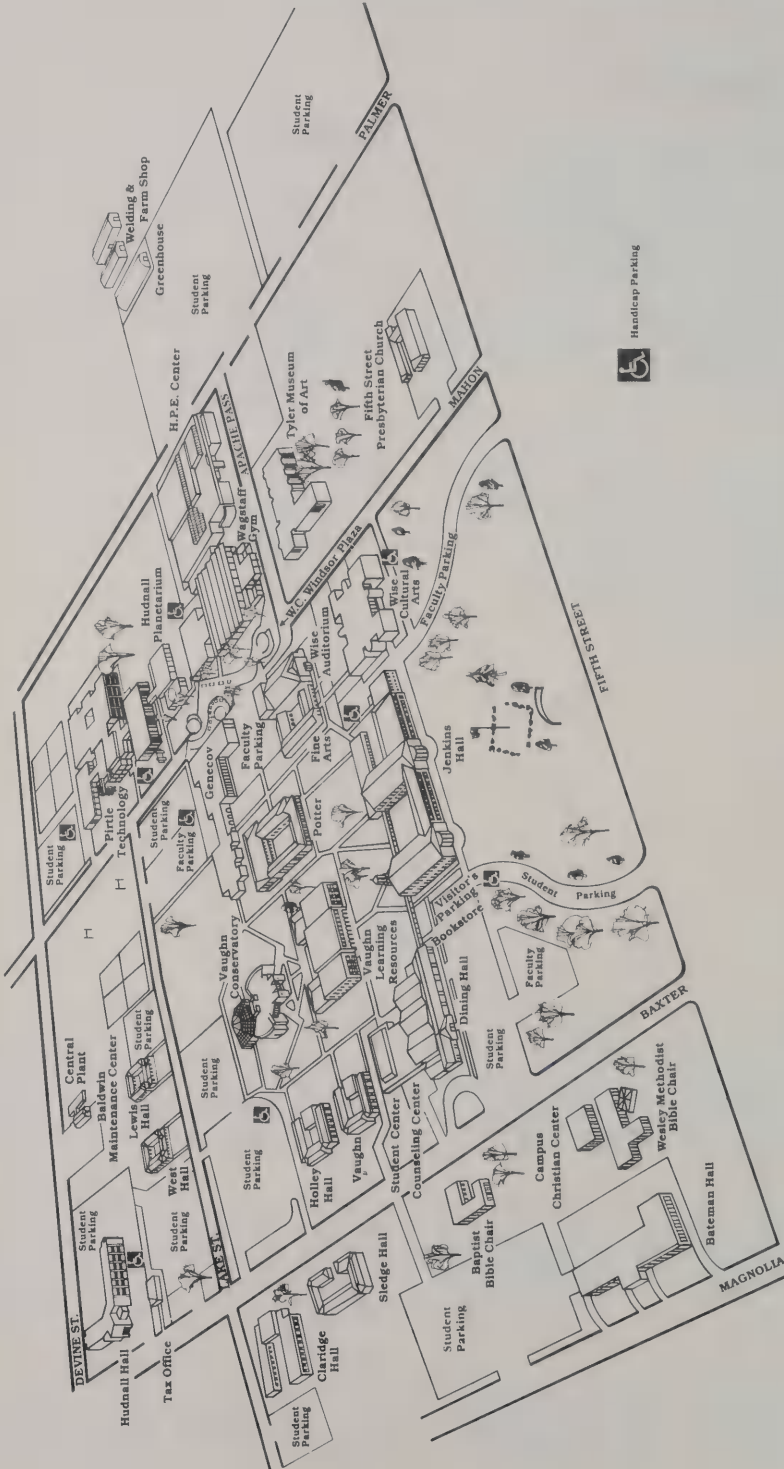 DEVINE ST.
Hudnall Hall
Tax Office
Student
Parking
Student
Parking
LAKE ST.
Central
Plant
Baldwin
Maintenance Center
Lewis
Hall
Student
Parking
West
Hall
Student
Parking
Pirtle
Technology
Student
Parking
Faculty
Parking
Hudnall
Planetarium
H.P.E. Center
Wagstaff
Gym
APACHE PASS
Student
Parking
Greenhouse
Welding &
Farm Shop
Student
Parking
PALMER
Tyler Museum
of Art
Fifth Street
Presbyterian Church
MAHON
W.C. Windsor Plaza
Wise
Auditorium
Wise
Cultural
Arts
Faculty Parking
Fine
Arts
Faculty
Parking
Genecov
Potter
Jenkins
Hall
FIFTH STREET
Vaughn
Conservatory
Vaughn
Learning
Resources
Visitor's
Parking
Bookstore
Student Parking
Dining Hall
Faculty
Parking
Student
Parking
BAXTER
Student
Parking
Student
Parking
Holley
Hall
Vaughn
Student Center
Counseling Center
Claridge
Hall
Sledge Hall
Student
Parking
Student
Parking
Baptist
Bible Chair
Campus
Christian Center
Wesley Methodist
Bible Chair
Bateman Hall
MAGNOLIA
Handicap Parking